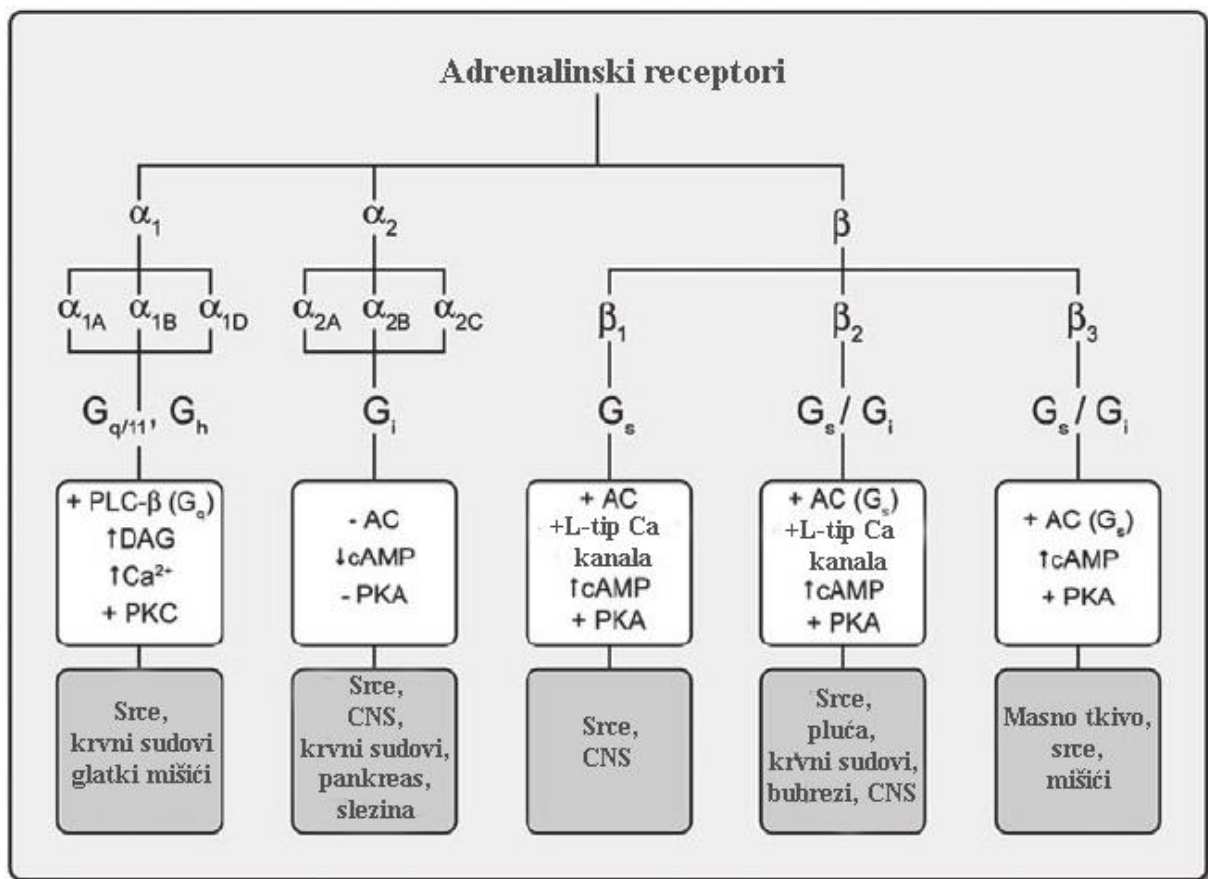 Adrenalinski receptori
α₁ α₂ β
α₁A α₁B α₁D α₂A α₂B α₂C β₁ β₂ β₃
Gq/11, Gh Gi Gs Gs / Gi Gs / Gi
+ PLC-β (Gq)
↑DAG
↑Ca²⁺
+ PKC
- AC
↓cAMP
- PKA
+ AC
+L-tip Ca
kanala
↑cAMP
+ PKA
+ AC (Gs)
+L-tip Ca
kanala
↑cAMP
+ PKA
+ AC (Gs)
↑cAMP
+ PKA
Srce,
krvni sudovi
glatki mišići
Srce,
CNS,
krvni sudovi,
pankreas,
slezina
Srce,
CNS
Srce,
pluća,
krvni sudovi,
bubrezi, CNS
Masno tkivo,
srce,
mišići